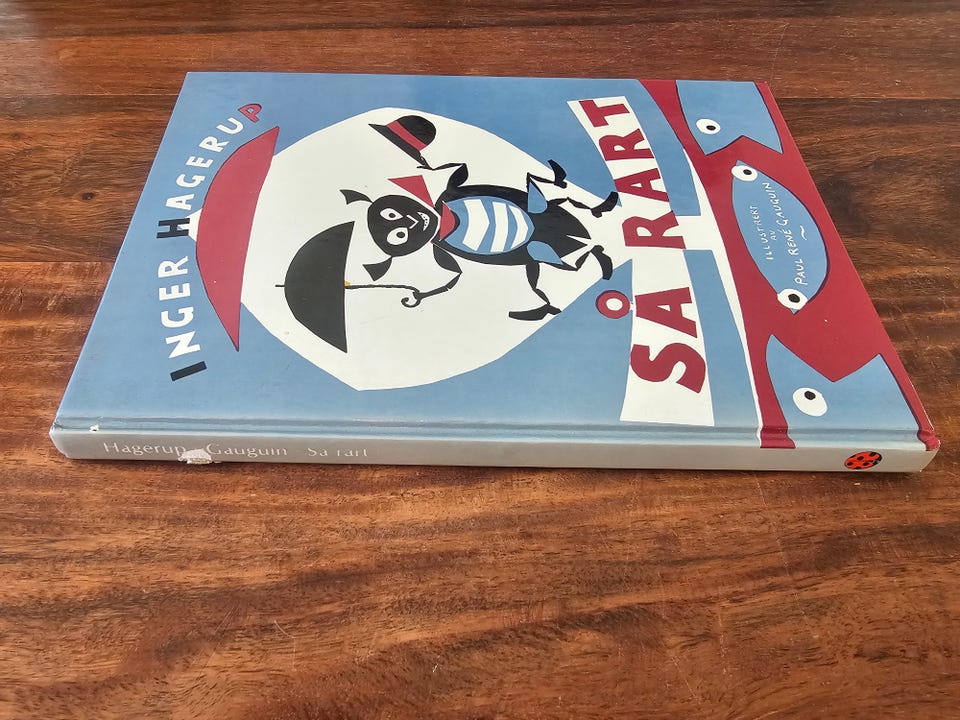 INGER HAGERUP
SÅ RART
ILLUSTRERT
AV
PAUL RENÉ GAUGUIN
Hagerup - Gauguin - Så rart